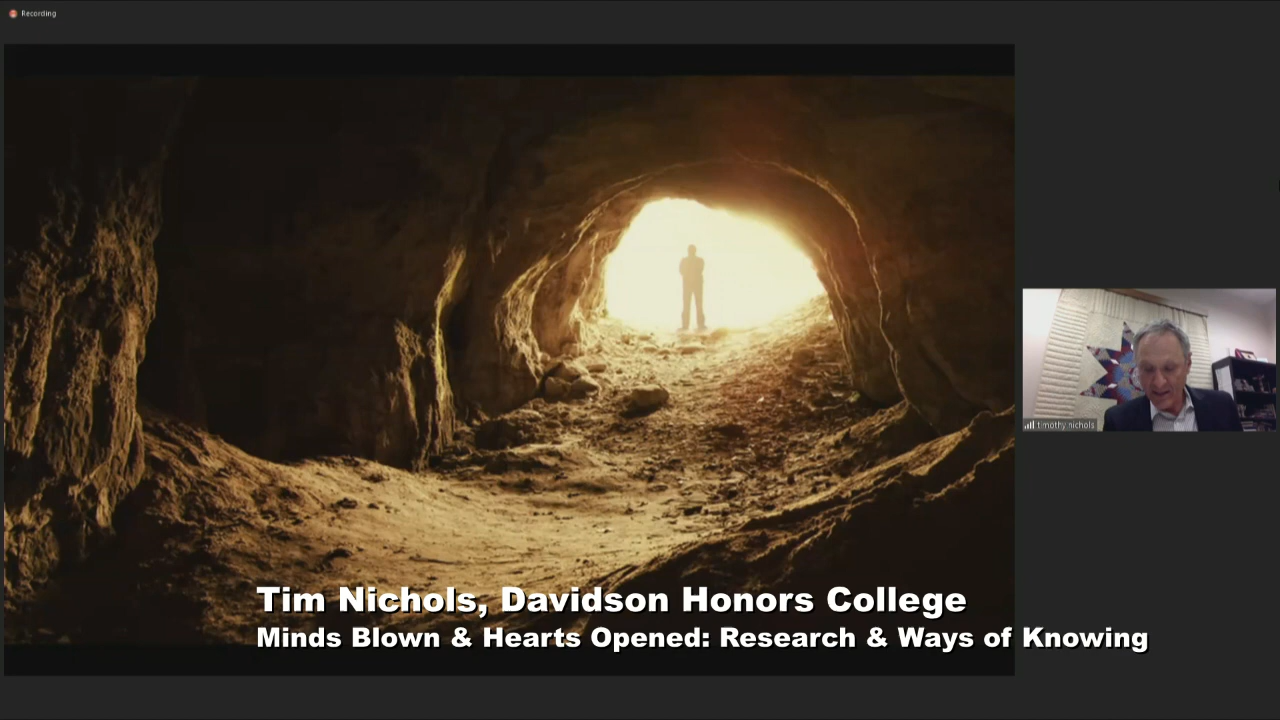 Recording
timothy nichols
Tim Nichols, Davidson Honors College
Minds Blown & Hearts Opened: Research & Ways of Knowing